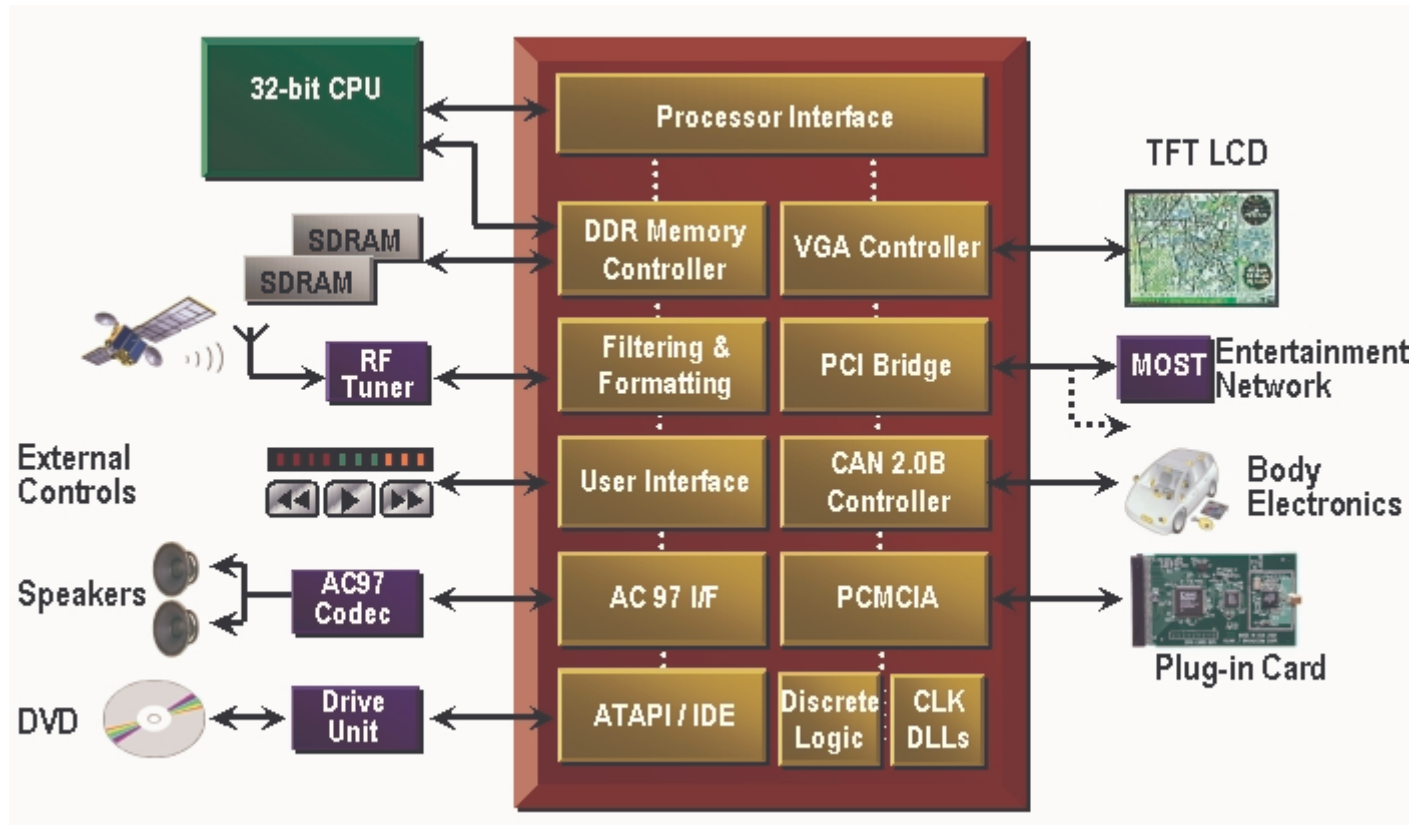 32-bit CPU
Processor Interface
TFT LCD
SDRAM
SDRAM
DDR Memory
Controller
VGA Controller
RF
Tuner
Filtering &
Formatting
PCI Bridge
MOST
Entertainment
Network
External
Controls
User Interface
CAN 2.0B
Controller
Body
Electronics
Speakers
AC97
Codec
AC 97 I/F
PCMCIA
Plug-in Card
DVD
Drive
Unit
ATAPI / IDE
Discrete
Logic
CLK
DLLs